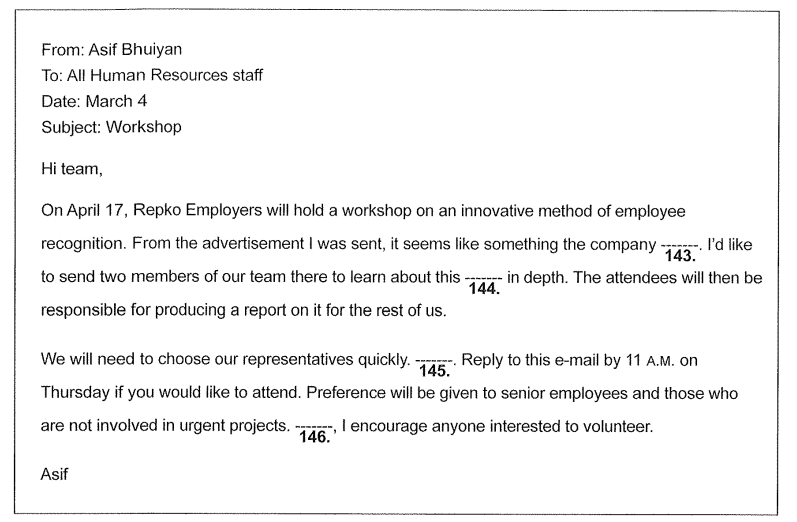 From: Asif Bhuiyan
To: All Human Resources staff
Date: March 4
Subject: Workshop
Hi team,
On April 17, Repko Employers will hold a workshop on an innovative method of employee
recognition. From the advertisement I was sent, it seems like something the company -------. I'd like
143.
to send two members of our team there to learn about this ------- in depth. The attendees will then be
144.
responsible for producing a report on it for the rest of us.
We will need to choose our representatives quickly. -------. Reply to this e-mail by 11 A.M. on
145.
Thursday if you would like to attend. Preference will be given to senior employees and those who
are not involved in urgent projects. -------, I encourage anyone interested to volunteer.
146.
Asif